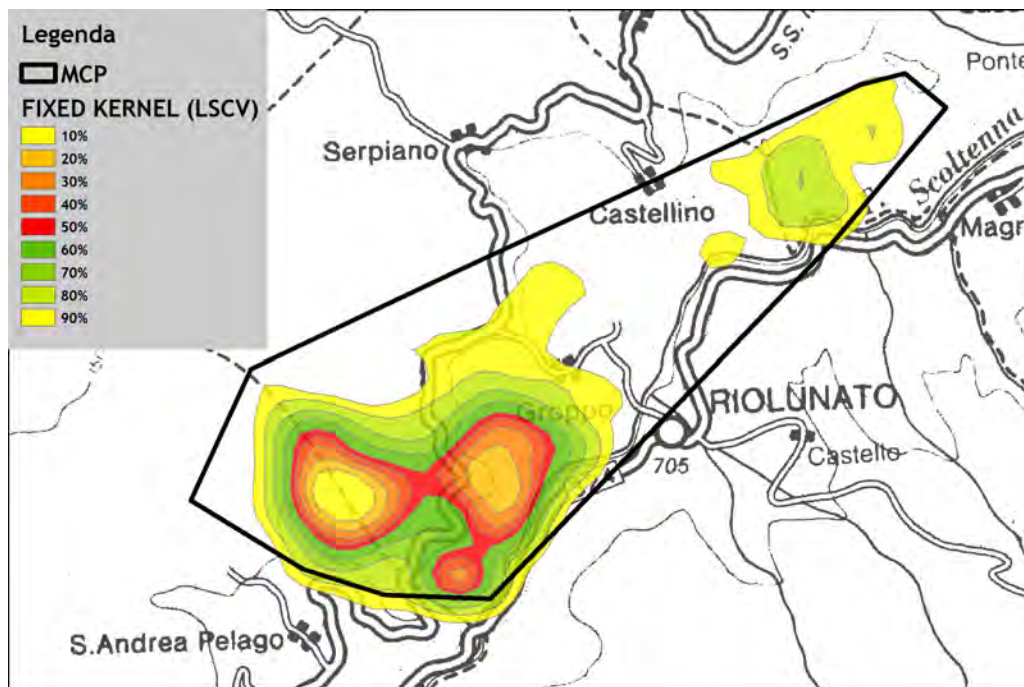 Legenda
MCP
FIXED KERNEL (LSCV)
10%
20%
30%
40%
50%
60%
70%
80%
90%
s.s.
Ponte
Serpiano
Castellino
Scoltenna
Magr
Groppo
RIOLUNATO
705
Castello
S.Andrea Pelago